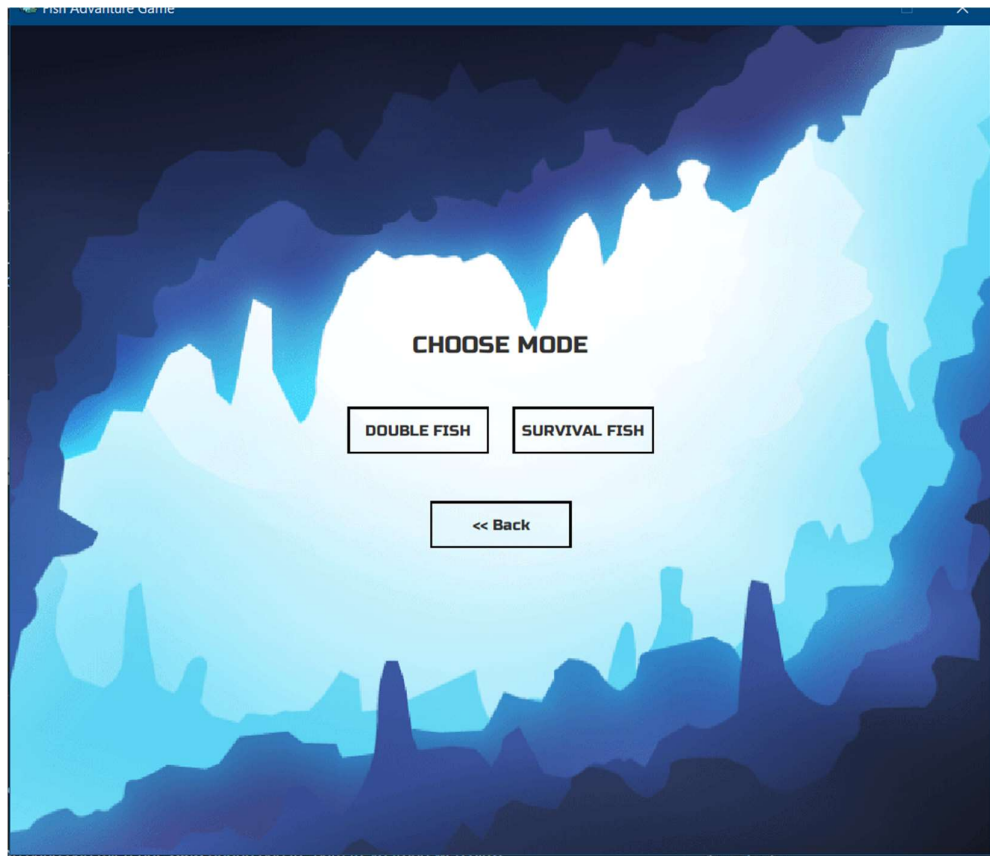 Fish Advanture Game
CHOOSE MODE
DOUBLE FISH
SURVIVAL FISH
<< Back